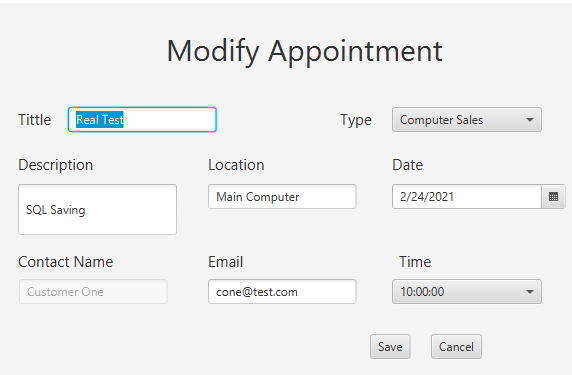 Modify Appointment
Tittle Real Test Type Computer Sales
Description Location Date
SQL Saving Main Computer 2/24/2021
Contact Name Email Time
Customer One cone@test.com 10:00:00
Save Cancel